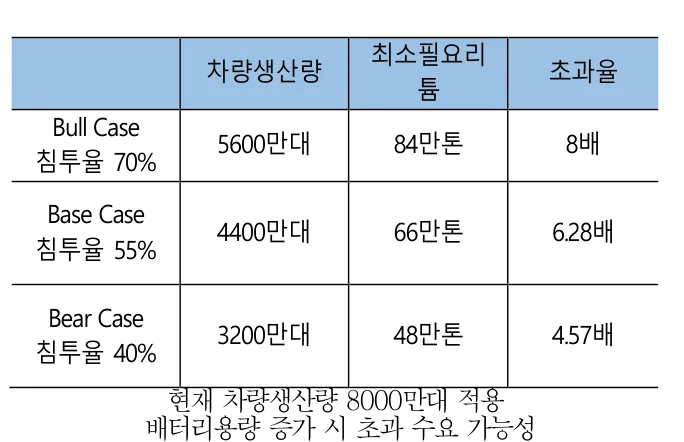 차량생산량
최소필요리
튬
초과율
Bull Case
침투율 70%
5600만대
84만톤
8배
Base Case
침투율 55%
4400만대
66만톤
6.28배
Bear Case
침투율 40%
3200만대
48만톤
4.57배
현재 차량생산량 8000만대 적용
배터리용량 증가 시 초과 수요 가능성